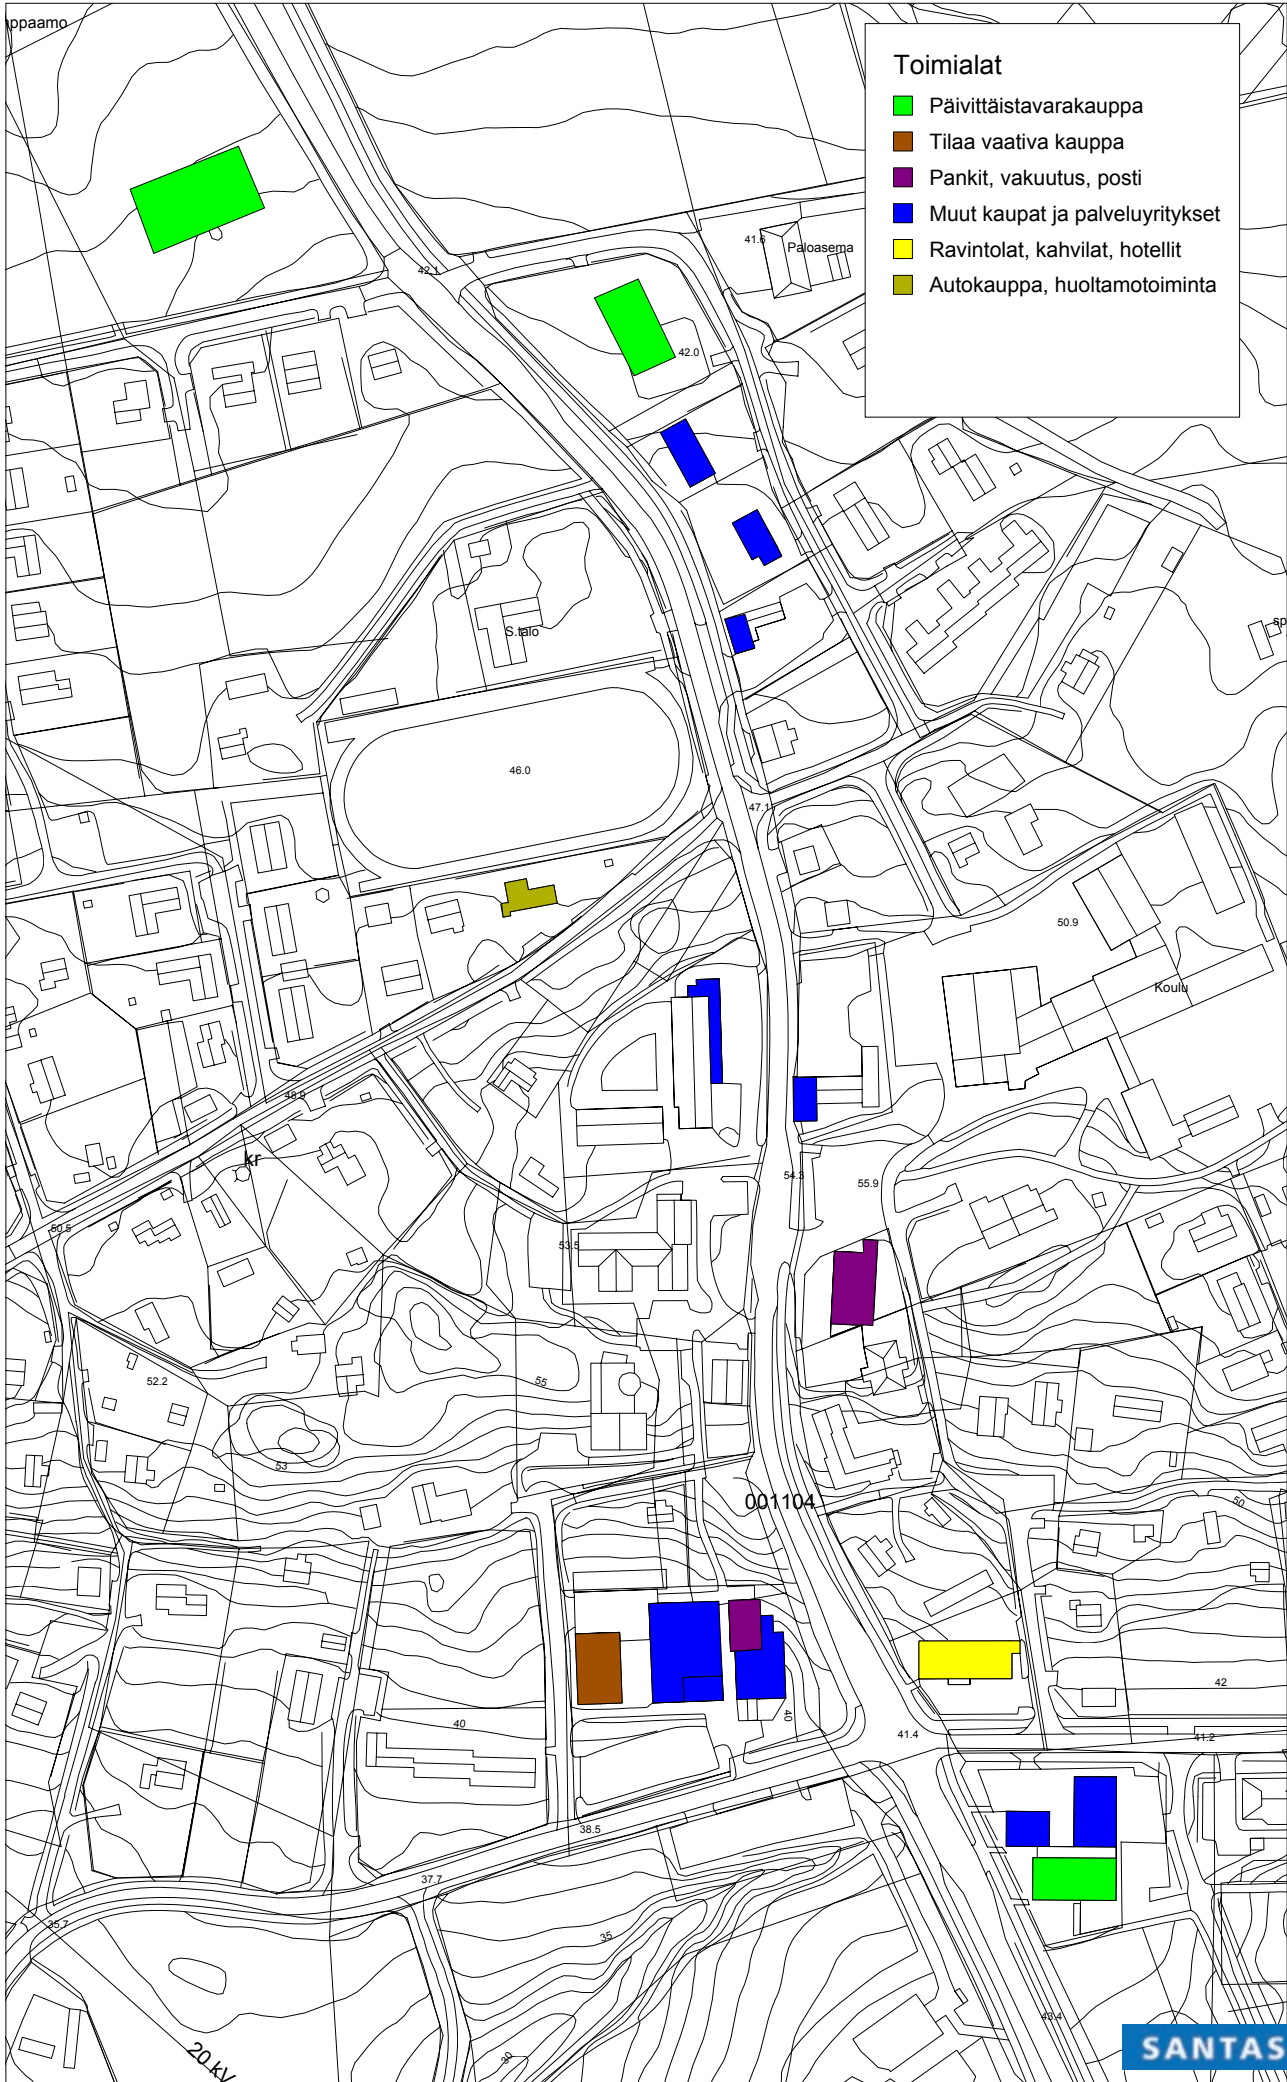 Toimialat
Päivittäistavarakauppa
Tilaa vaativa kauppa
Pankit, vakuutus, posti
Muut kaupat ja palveluyritykset
Ravintolat, kahvilat, hotellit
Autokauppa, huoltamotoiminta
ppaamo
41.6
Paloasema
42.1
42.0
S.talo
sp
46.0
47.1
50.9
Koulu
48.9
kr
54.3
55.9
50.5
53.5
52.2
55
53
001104
50
42
40
40
41.4
41.2
38.5
37.7
35.7
35
43.4
30
20 kV
SANTAS